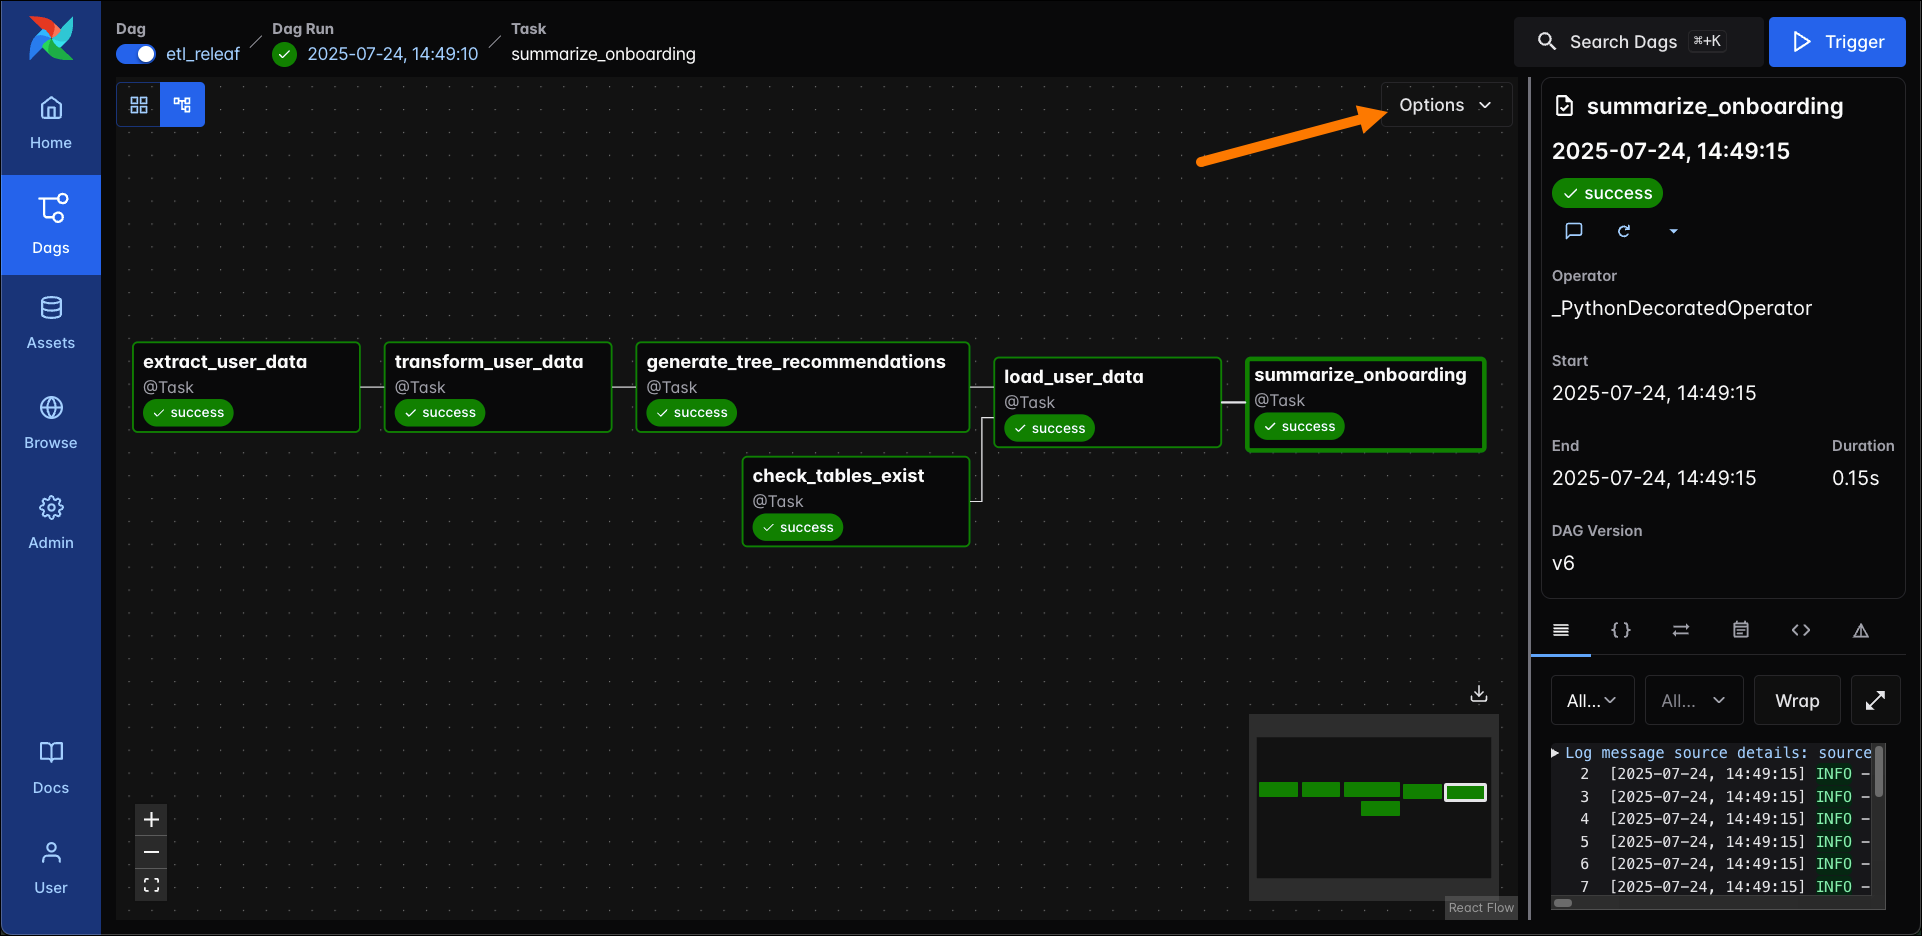 Dag
etl_releaf
Dag Run
2025-07-24, 14:49:10
Task
summarize_onboarding
Search Dags
⌘+K
Trigger
Home
Dags
Assets
Browse
Admin
Docs
User
Options
extract_user_data
@Task
success
transform_user_data
@Task
success
generate_tree_recommendations
@Task
success
check_tables_exist
@Task
success
load_user_data
@Task
success
summarize_onboarding
@Task
success
React Flow
summarize_onboarding
2025-07-24, 14:49:15
success
Operator
_PythonDecoratedOperator
Start
2025-07-24, 14:49:15
End
2025-07-24, 14:49:15
Duration
0.15s
DAG Version
v6
All...
All...
Wrap
Log message source details: source
2 [2025-07-24, 14:49:15] INFO -
3 [2025-07-24, 14:49:15] INFO -
4 [2025-07-24, 14:49:15] INFO -
5 [2025-07-24, 14:49:15] INFO -
6 [2025-07-24, 14:49:15] INFO -
7 [2025-07-24, 14:49:15] INFO -